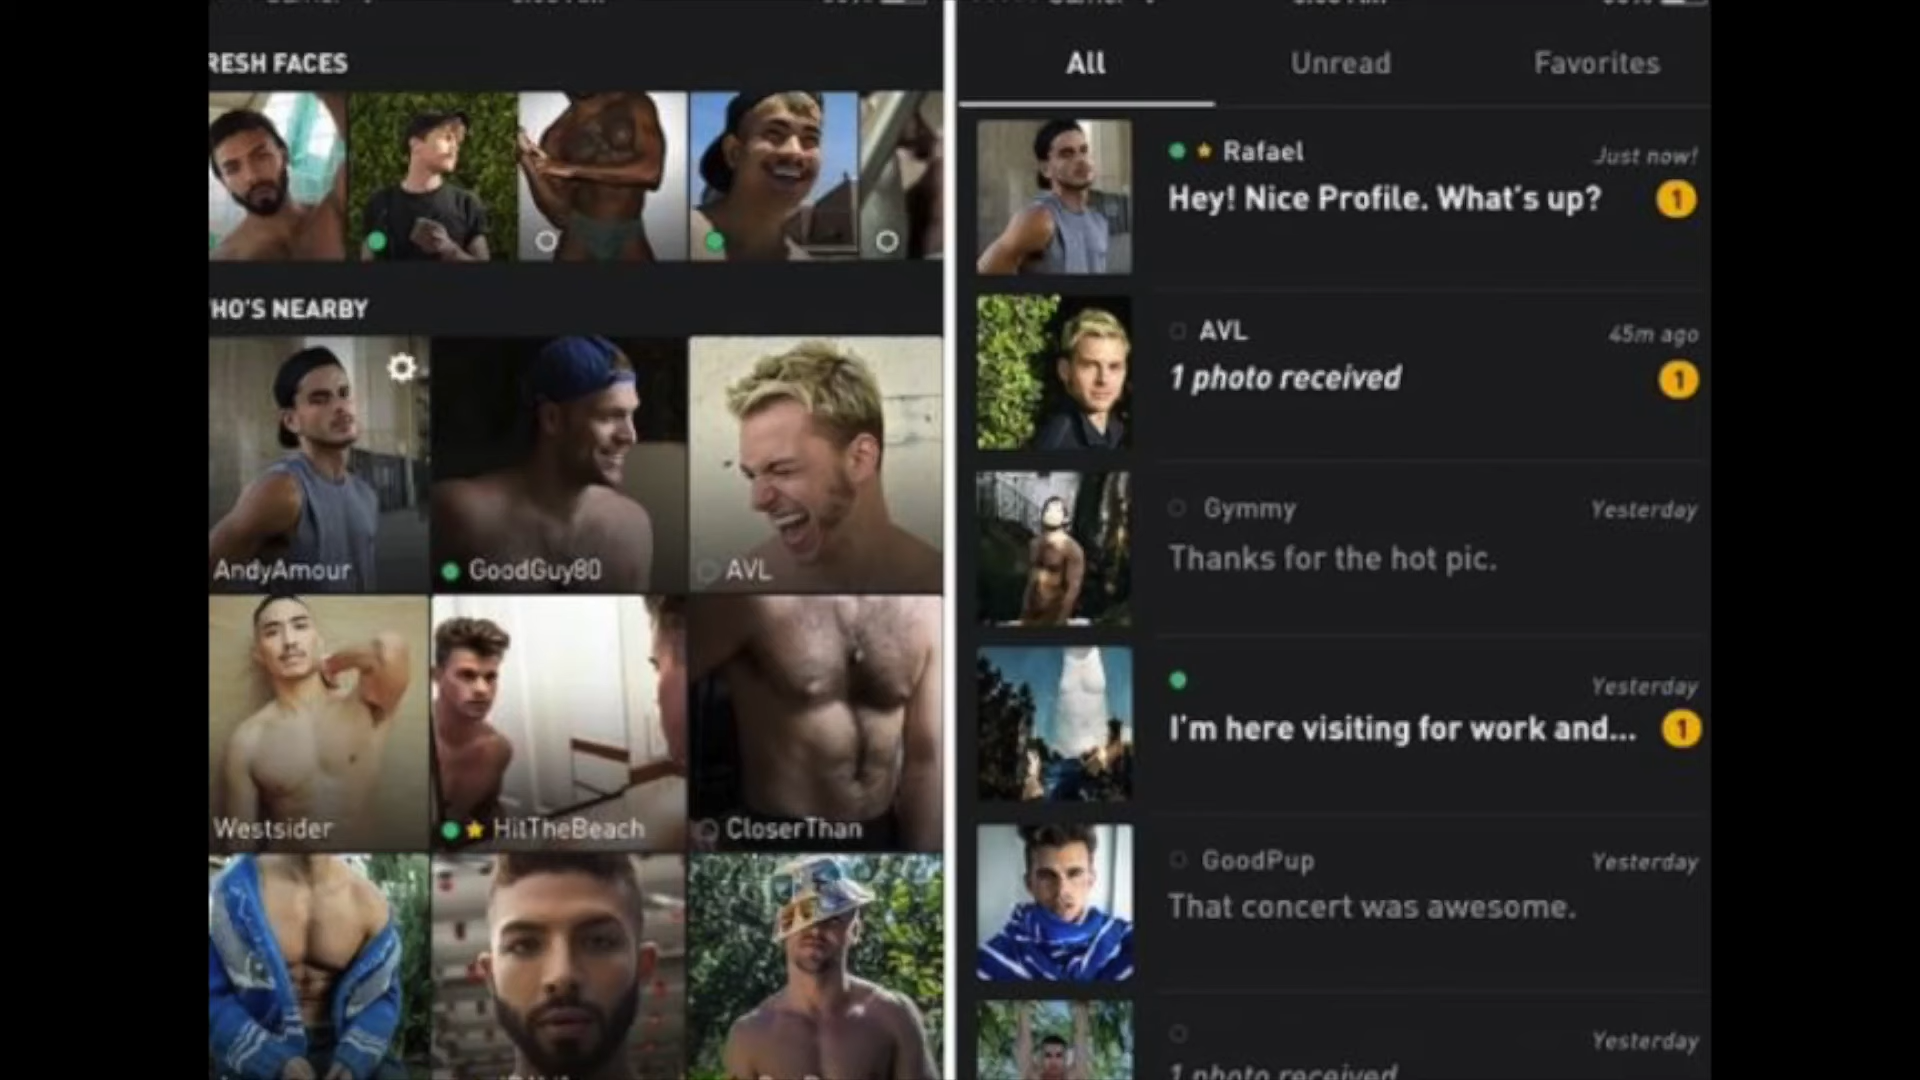 RESH FACES
HO'S NEARBY
AndyAmour
GoodGuy80
AVL
Westsider
HitTheBeach
CloserThan
All
Unread
Favorites
Rafael
Just now!
Hey! Nice Profile. What's up?
1
AVL
45m ago
1 photo received
1
Gymmy
Yesterday
Thanks for the hot pic.
Yesterday
I'm here visiting for work and...
1
GoodPup
Yesterday
That concert was awesome.
Yesterday
1 photo received